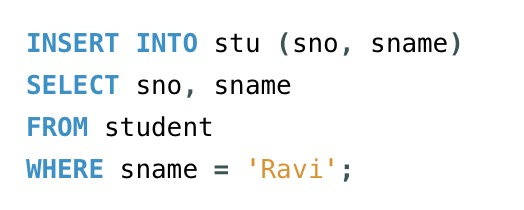 INSERT INTO stu (sno, sname)
SELECT sno, sname
FROM student
WHERE sname = 'Ravi';